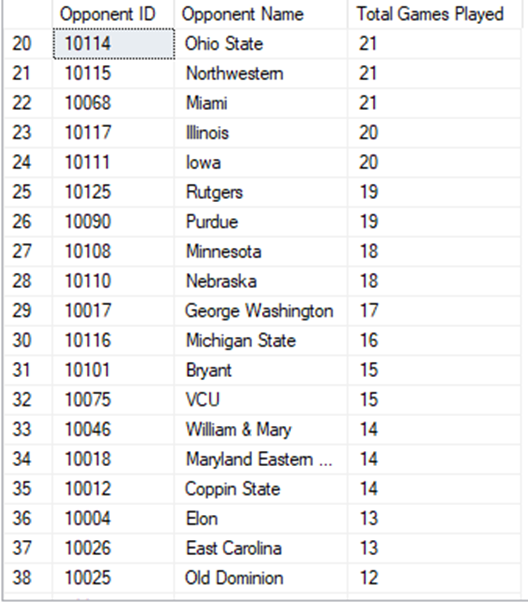 Opponent ID Opponent Name Total Games Played
20 10114 Ohio State 21
21 10115 Northwestern 21
22 10068 Miami 21
23 10117 Illinois 20
24 10111 Iowa 20
25 10125 Rutgers 19
26 10090 Purdue 19
27 10108 Minnesota 18
28 10110 Nebraska 18
29 10017 George Washington 17
30 10116 Michigan State 16
31 10101 Bryant 15
32 10075 VCU 15
33 10046 William & Mary 14
34 10018 Maryland Eastern ... 14
35 10012 Coppin State 14
36 10004 Elon 13
37 10026 East Carolina 13
38 10025 Old Dominion 12